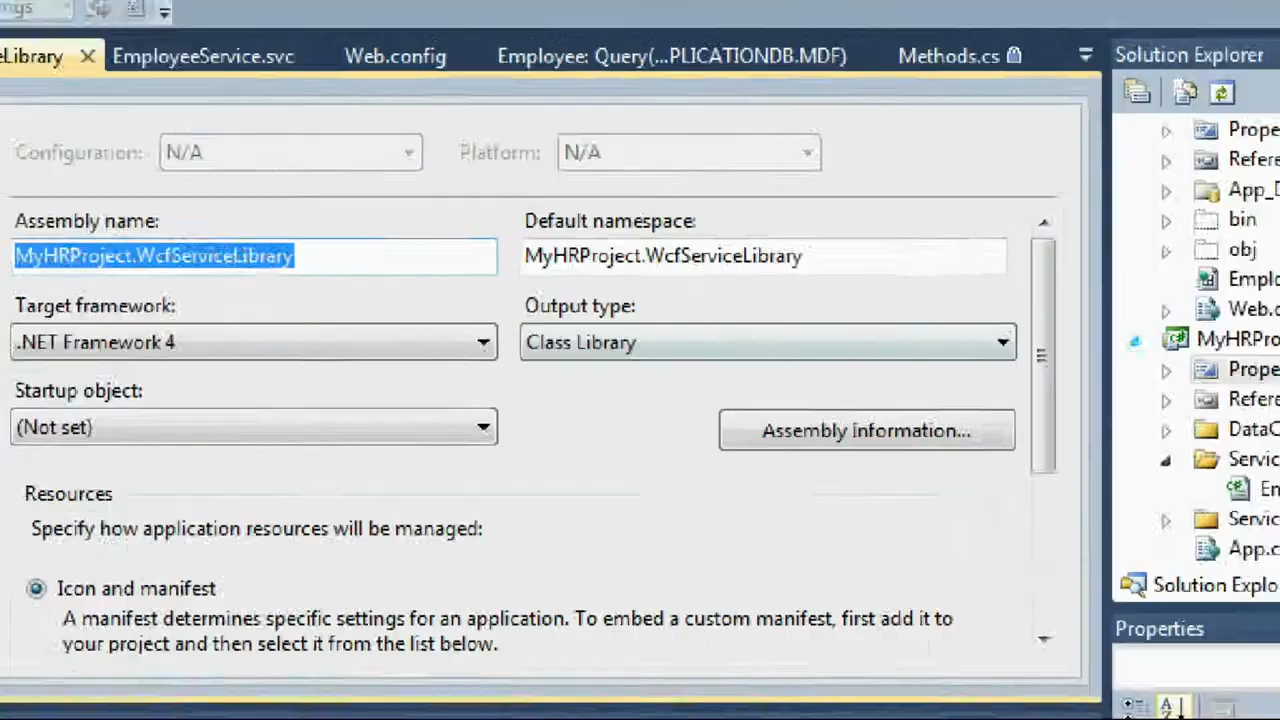 Library EmployeeService.svc Web.config Employee: Query(...PLICATIONDB.MDF) Methods.cs
Solution Explorer
Configuration: N/A Platform: N/A
Assembly name: Default namespace:
MyHRProject.WcfServiceLibrary MyHRProject.WcfServiceLibrary
Target framework: Output type:
.NET Framework 4 Class Library
Startup object:
(Not set) Assembly Information...
Resources
Specify how application resources will be managed:
Icon and manifest
A manifest determines specific settings for an application. To embed a custom manifest, first add it to
your project and then select it from the list below.
Prope
Refere
App_D
bin
obj
Emplo
Web.c
MyHRPro
Prope
Refere
DataC
Servic
Em
Servic
App.c
Solution Explo
Properties